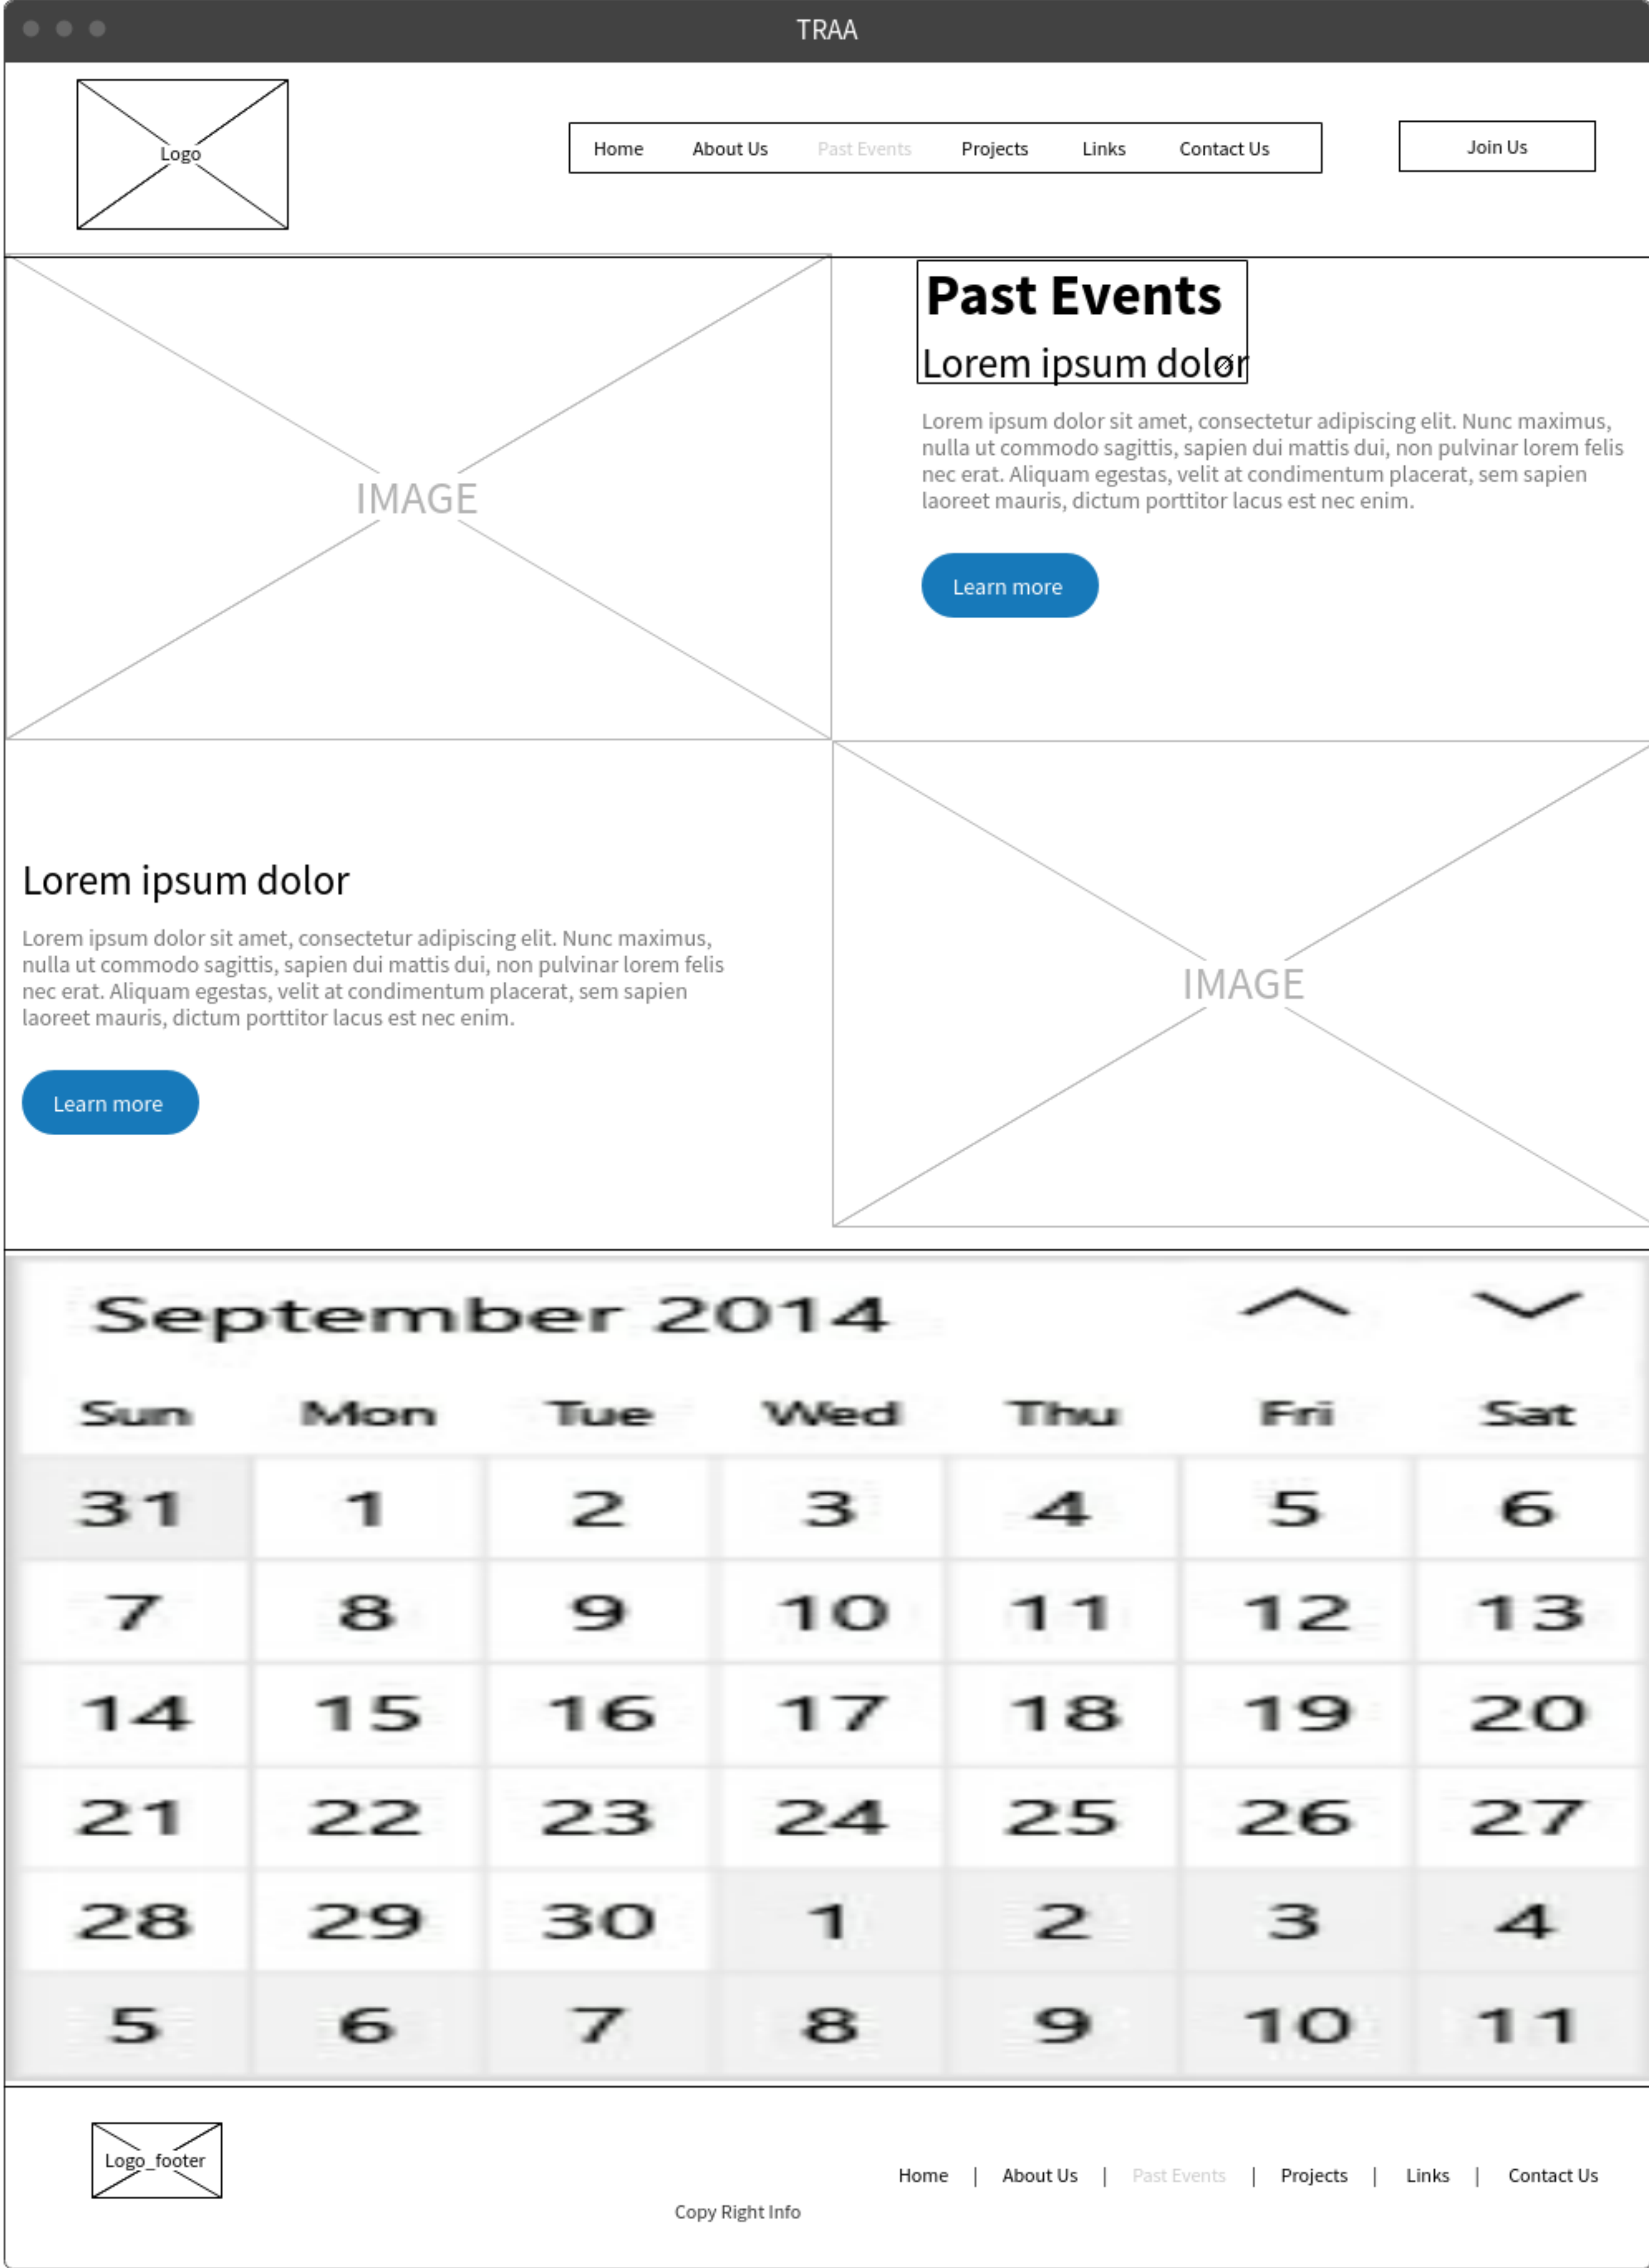 TRAA
Logo
Home About Us Past Events Projects Links Contact Us
Join Us
Past Events
Lorem ipsum dolor
Lorem ipsum dolor sit amet, consectetur adipiscing elit. Nunc maximus,
nulla ut commodo sagittis, sapien dui mattis dui, non pulvinar lorem felis
nec erat. Aliquam egestas, velit at condimentum placerat, sem sapien
laoreet mauris, dictum porttitor lacus est nec enim.
Learn more
IMAGE
Lorem ipsum dolor
Lorem ipsum dolor sit amet, consectetur adipiscing elit. Nunc maximus,
nulla ut commodo sagittis, sapien dui mattis dui, non pulvinar lorem felis
nec erat. Aliquam egestas, velit at condimentum placerat, sem sapien
laoreet mauris, dictum porttitor lacus est nec enim.
Learn more
IMAGE
September 2014
Sun Mon Tue Wed Thu Fri Sat
31 1 2 3 4 5 6
7 8 9 10 11 12 13
14 15 16 17 18 19 20
21 22 23 24 25 26 27
28 29 30 1 2 3 4
5 6 7 8 9 10 11
Logo_footer
Home | About Us | Past Events | Projects | Links | Contact Us
Copy Right Info